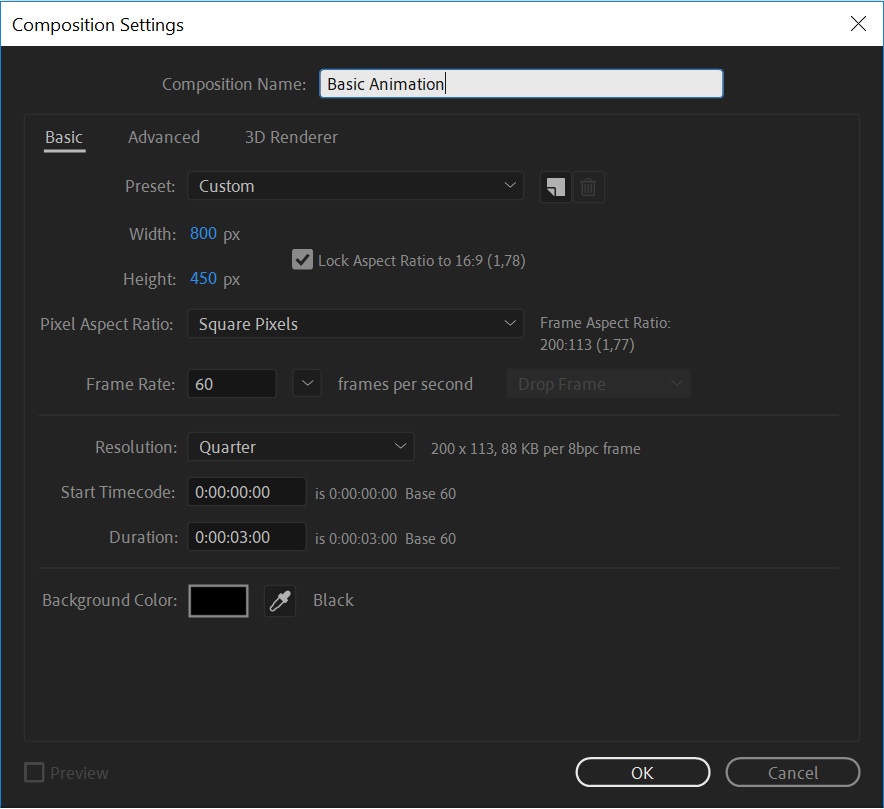 Composition Settings
Composition Name: Basic Animation
Basic Advanced 3D Renderer
Preset: Custom
Width: 800 px
Lock Aspect Ratio to 16:9 (1,78)
Height: 450 px
Pixel Aspect Ratio: Square Pixels
Frame Aspect Ratio:
200:113 (1,77)
Frame Rate: 60 frames per second Drop Frame
Resolution: Quarter 200 x 113, 88 KB per 8bpc frame
Start Timecode: 0:00:00:00 is 0:00:00:00 Base 60
Duration: 0:00:03:00 is 0:00:03:00 Base 60
Background Color: Black
Preview OK Cancel